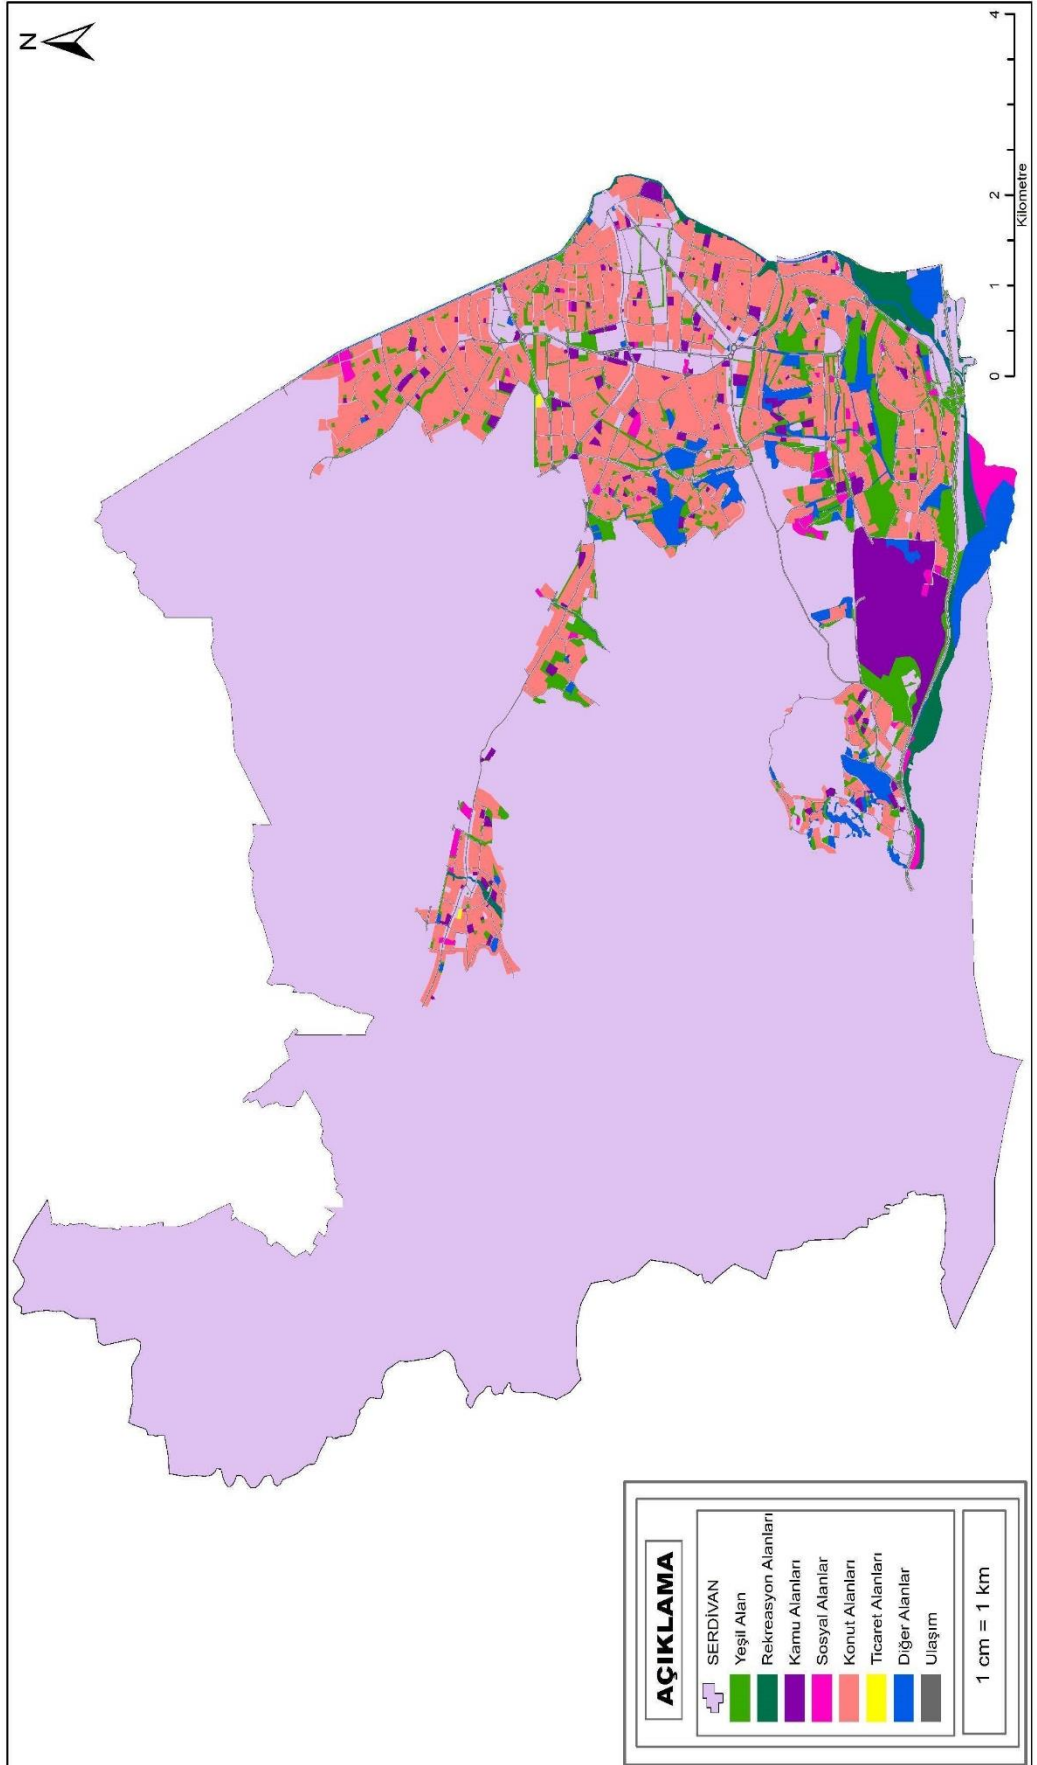 N
4
2
1
0
Kilometre
AÇIKLAMA
SERDİVAN
Yeşil Alan
Rekreasyon Alanları
Kamu Alanları
Sosyal Alanlar
Konut Alanları
Ticaret Alanları
Diğer Alanlar
Ulaşım
1 cm = 1 km